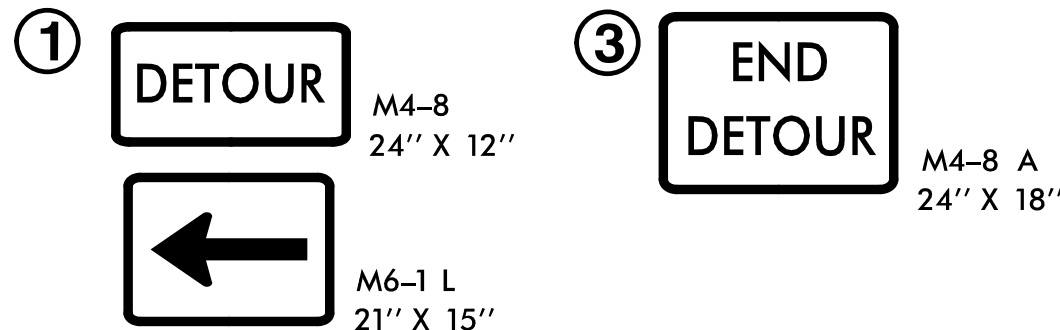 1
DETOUR
M4–8
24'' X 12''
M6–1 L
21'' X 15''
3
END
DETOUR
M4–8 A
24'' X 18''